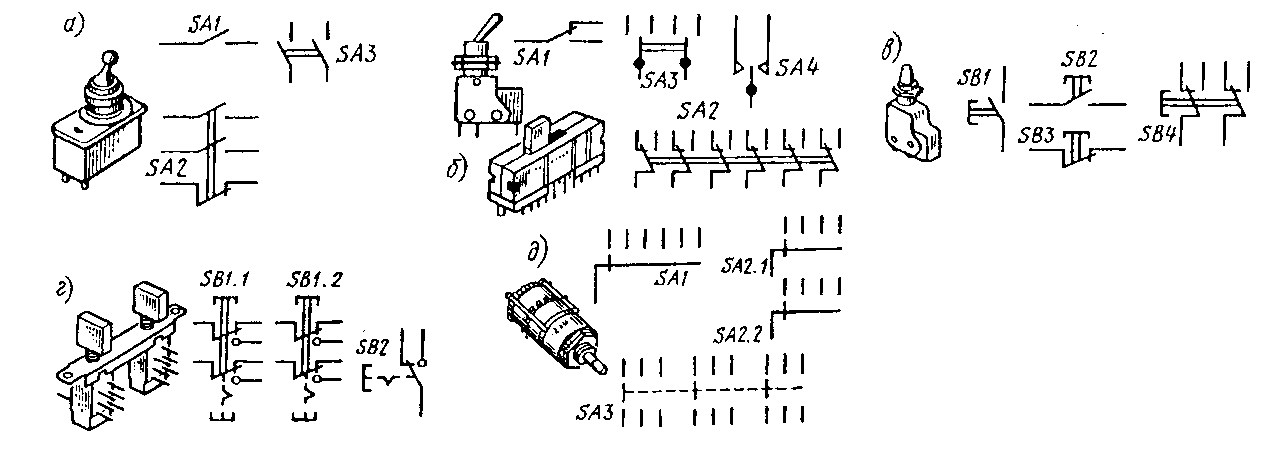 а)
SA1
SA3
SA2
SA1
SA3
SA4
SA2
б)
в)
SB1
SB2
SB3
SB4
г)
SB1.1
SB1.2
SB2
д)
SA1
SA2.1
SA2.2
SA3